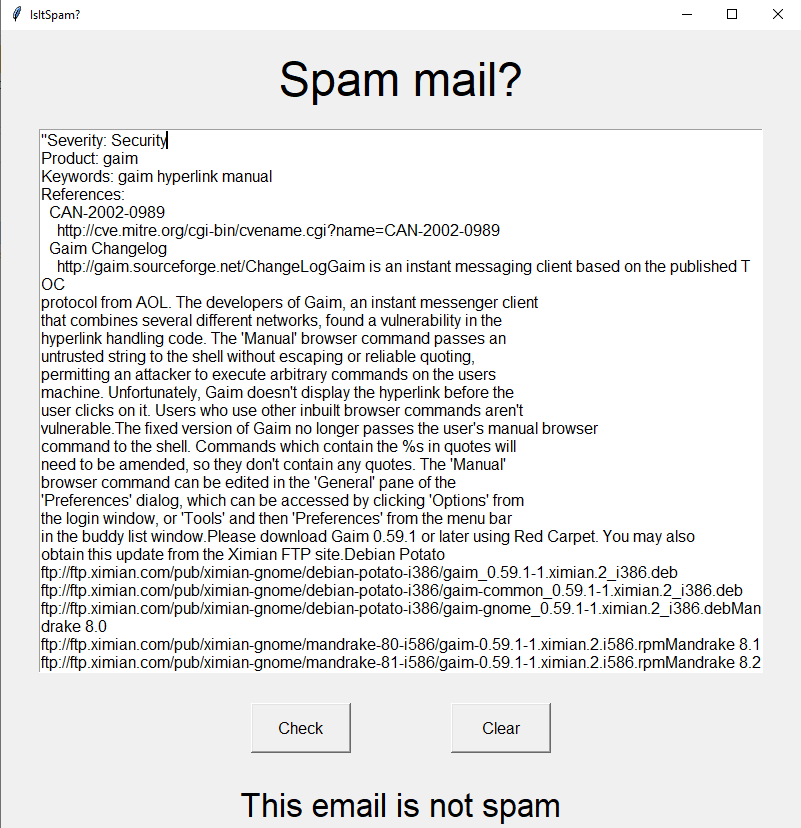 IsItSpam?
Spam mail?
"Severity: Security
Product: gaim
Keywords: gaim hyperlink manual
References:
CAN-2002-0989
http://cve.mitre.org/cgi-bin/cvename.cgi?name=CAN-2002-0989
Gaim Changelog
http://gaim.sourceforge.net/ChangeLogGaim is an instant messaging client based on the published T
OC
protocol from AOL. The developers of Gaim, an instant messenger client
that combines several different networks, found a vulnerability in the
hyperlink handling code. The 'Manual' browser command passes an
untrusted string to the shell without escaping or reliable quoting,
permitting an attacker to execute arbitrary commands on the users
machine. Unfortunately, Gaim doesn't display the hyperlink before the
user clicks on it. Users who use other inbuilt browser commands aren't
vulnerable.The fixed version of Gaim no longer passes the user's manual browser
command to the shell. Commands which contain the %s in quotes will
need to be amended, so they don't contain any quotes. The 'Manual'
browser command can be edited in the 'General' pane of the
'Preferences' dialog, which can be accessed by clicking 'Options' from
the login window, or 'Tools' and then 'Preferences' from the menu bar
in the buddy list window.Please download Gaim 0.59.1 or later using Red Carpet. You may also
obtain this update from the Ximian FTP site.Debian Potato
ftp://ftp.ximian.com/pub/ximian-gnome/debian-potato-i386/gaim_0.59.1-1.ximian.2_i386.deb
ftp://ftp.ximian.com/pub/ximian-gnome/debian-potato-i386/gaim-common_0.59.1-1.ximian.2_i386.deb
ftp://ftp.ximian.com/pub/ximian-gnome/debian-potato-i386/gaim-gnome_0.59.1-1.ximian.2_i386.debMan
drake 8.0
ftp://ftp.ximian.com/pub/ximian-gnome/mandrake-80-i586/gaim-0.59.1-1.ximian.2.i586.rpmMandrake 8.1
ftp://ftp.ximian.com/pub/ximian-gnome/mandrake-81-i586/gaim-0.59.1-1.ximian.2.i586.rpmMandrake 8.2
Check
Clear
This email is not spam